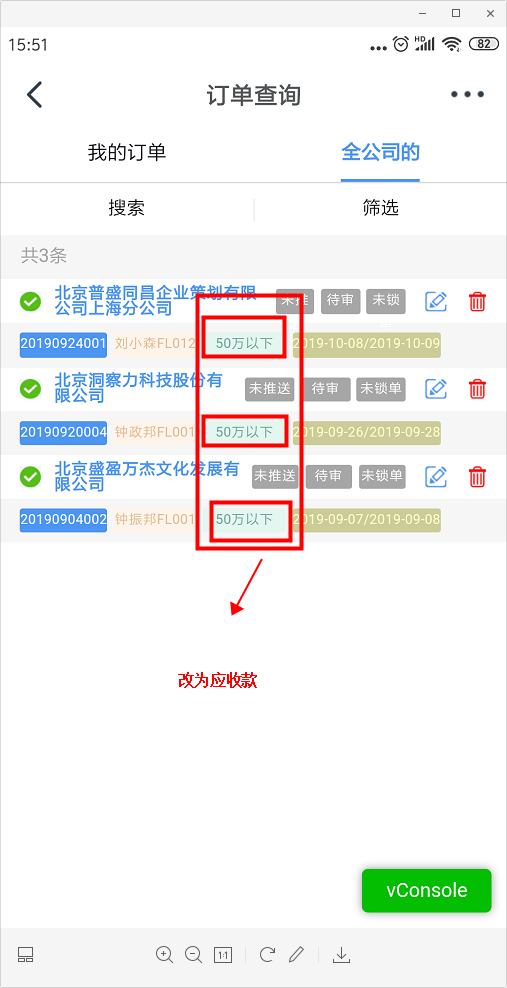 15:51
HD
82
订单查询
我的订单 全公司的
搜索 筛选
共3条
北京普盛同昌企业策划有限
公司上海分公司
未推 待审 未锁
20190924001 刘小森FL012 50万以下 2019-10-08/2019-10-09
北京洞察力科技股份有
限公司
未推送 待审 未锁单
20190920004 钟政邦FL001 50万以下 2019-09-26/2019-09-28
北京盛盈万杰文化发展有
限公司
未推送 待审 未锁单
20190904002 钟振邦FL001 50万以下 2019-09-07/2019-09-08
改为应收款
vConsole
1:1